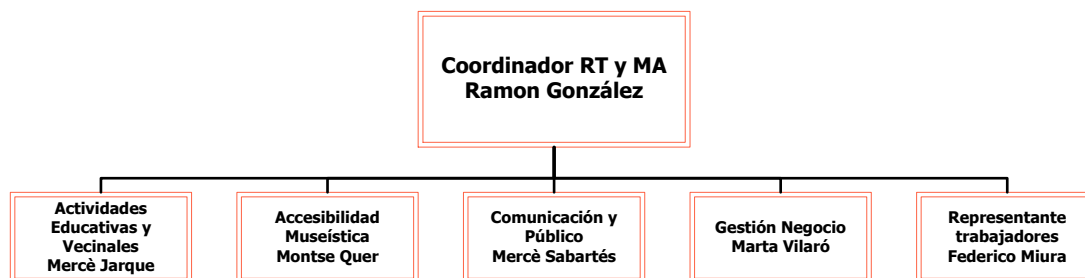 Coordinador RT y MA
Ramon González
Actividades
Educativas y
Vecinales
Mercè Jarque
Accesibilidad
Museística
Montse Quer
Comunicación y
Público
Mercè Sabartés
Gestión Negocio
Marta Vilaró
Representante
trabajadores
Federico Miura